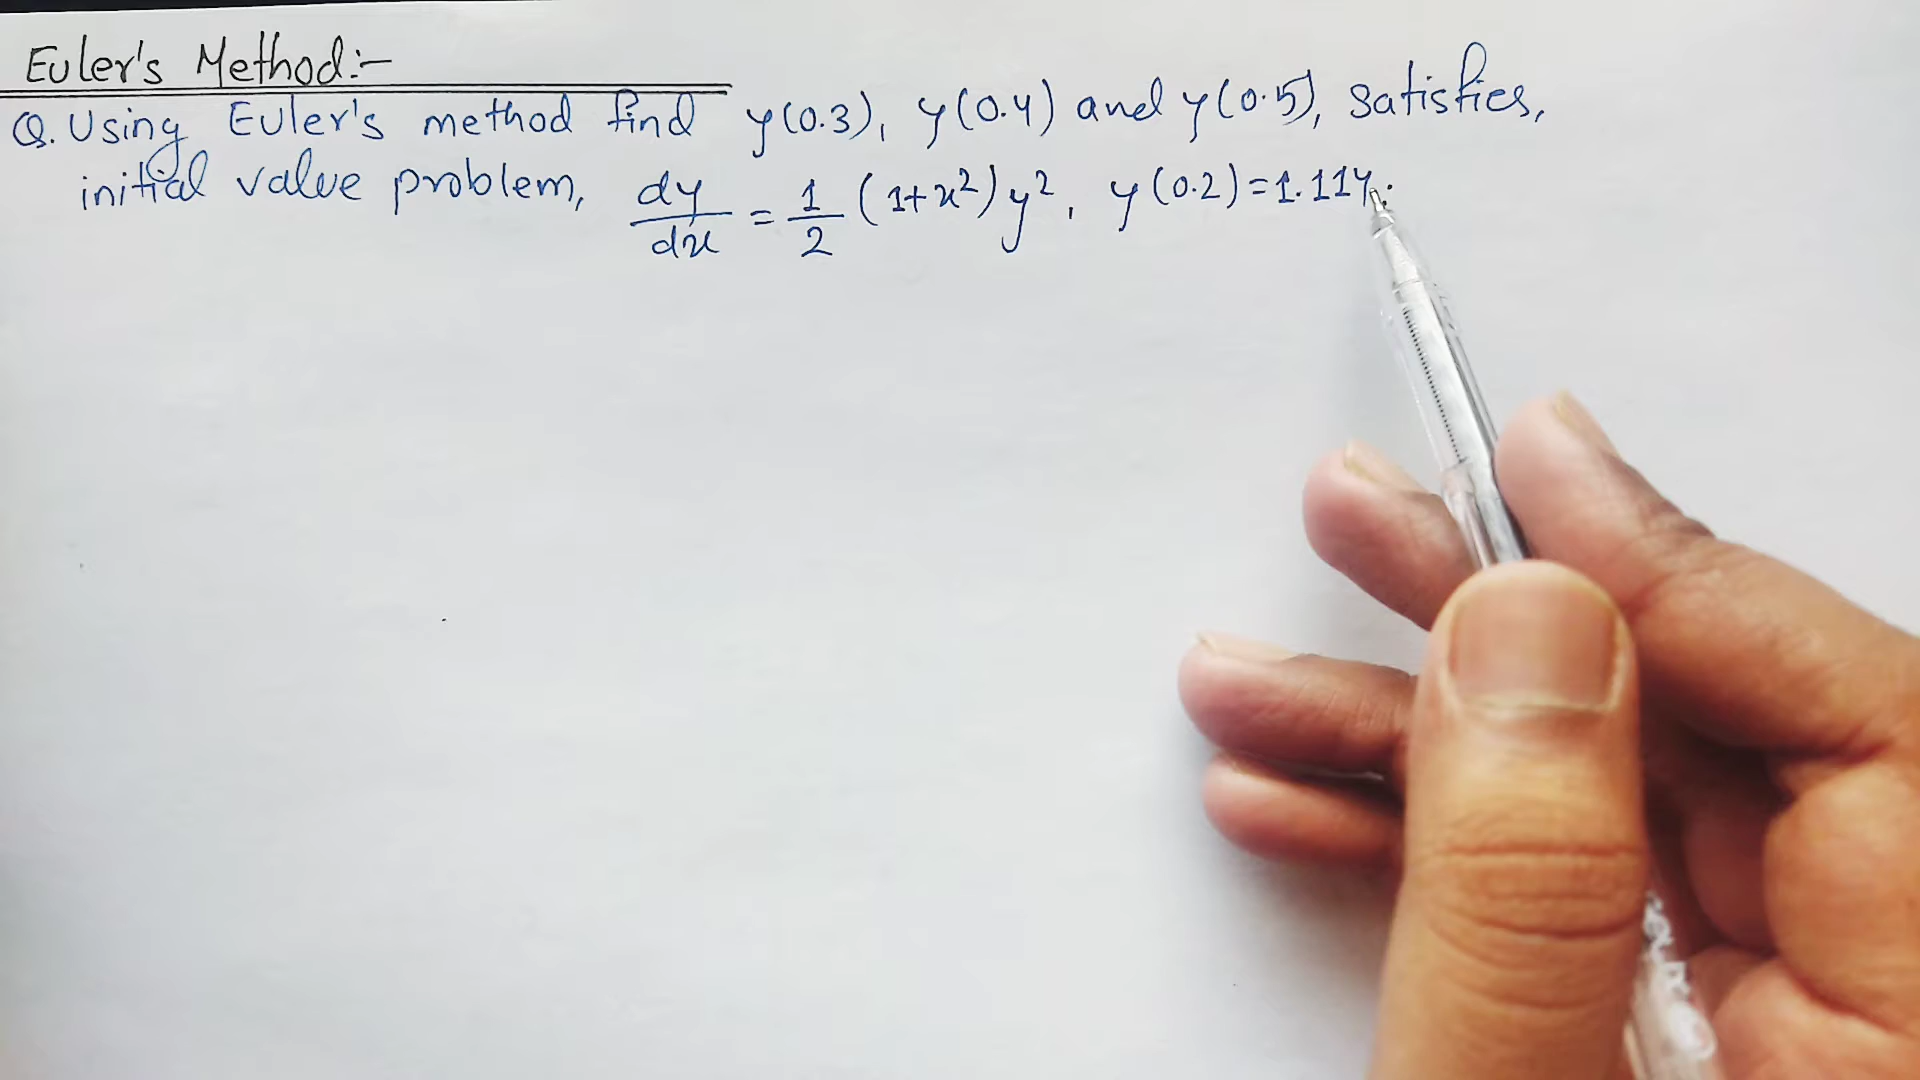 Euler's Method:-
Q. Using Euler's method find y(0.3), y(0.4) and y(0.5), satisfies,
initial value problem, dy/dx = 1/2 (1+x²)y², y(0.2)=1.114.